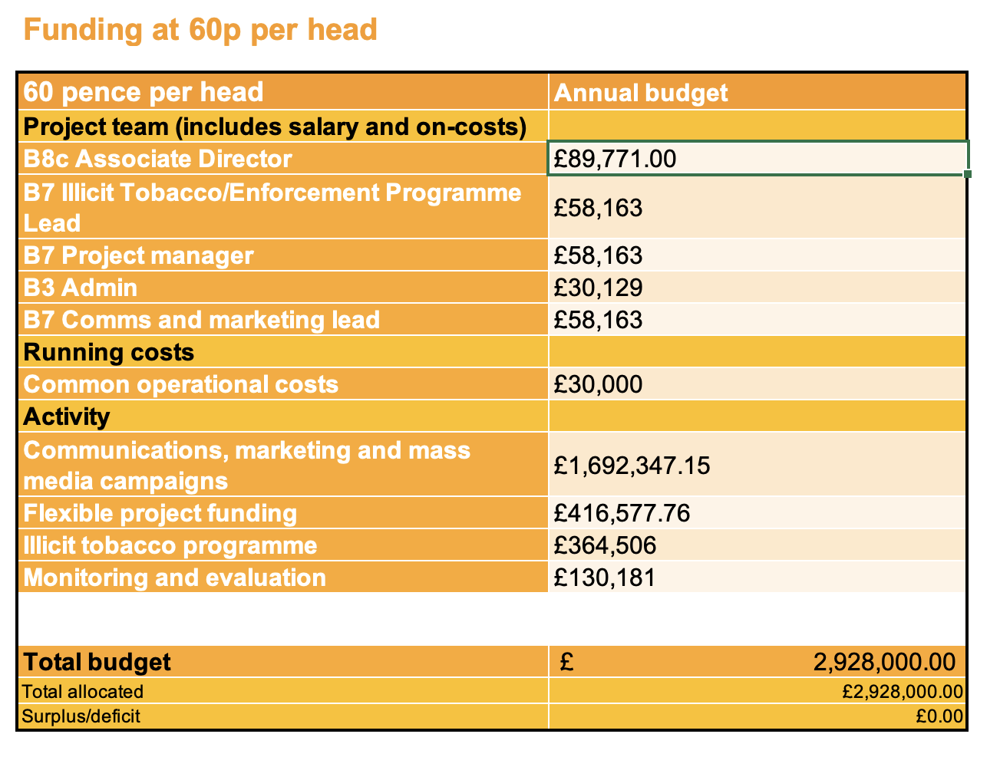 Funding at 60p per head
60 pence per head Annual budget
Project team (includes salary and on-costs)
B8c Associate Director £89,771.00
B7 Illicit Tobacco/Enforcement Programme
Lead £58,163
B7 Project manager £58,163
B3 Admin £30,129
B7 Comms and marketing lead £58,163
Running costs
Common operational costs £30,000
Activity
Communications, marketing and mass
media campaigns £1,692,347.15
Flexible project funding £416,577.76
Illicit tobacco programme £364,506
Monitoring and evaluation £130,181
Total budget £ 2,928,000.00
Total allocated £2,928,000.00
Surplus/deficit £0.00